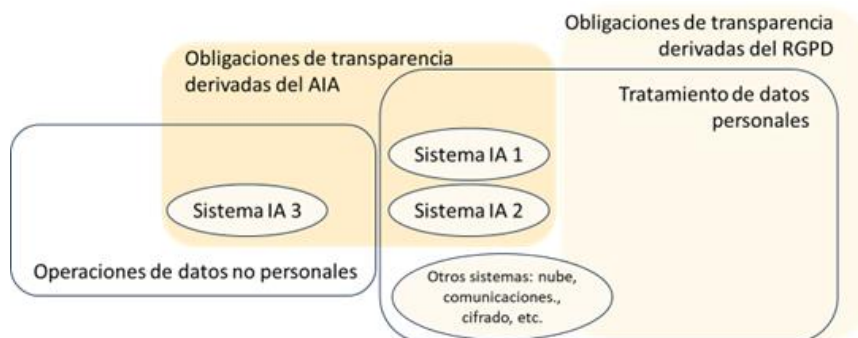 Obligaciones de transparencia
derivadas del RGPD
Obligaciones de transparencia
derivadas del AIA
Tratamiento de datos
personales
Sistema IA 1
Sistema IA 3
Sistema IA 2
Operaciones de datos no personales
Otros sistemas: nube,
comunicaciones.,
cifrado, etc.